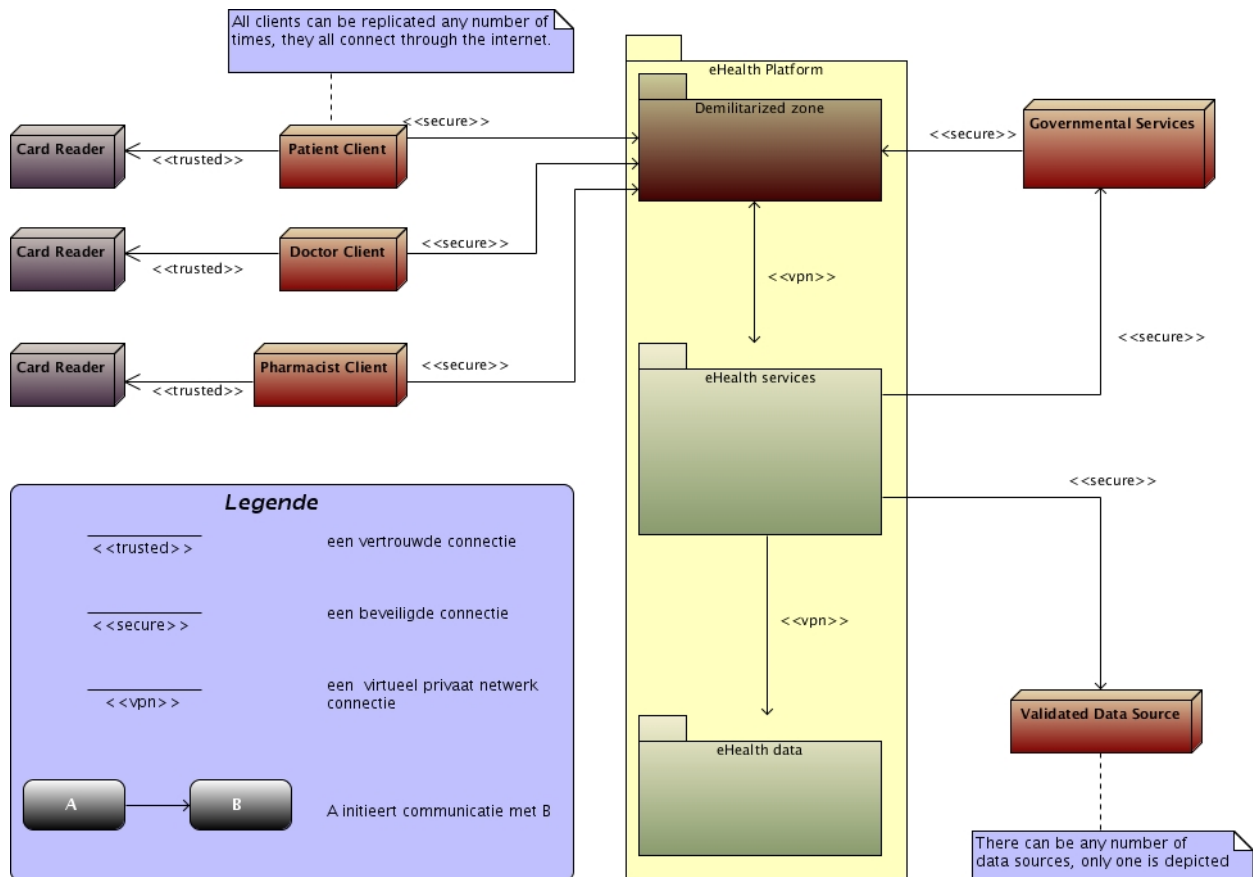 All clients can be replicated any number of
times, they all connect through the internet.
eHealth Platform
Demilitarized zone
<<secure>>
Governmental Services
<<secure>>
Card Reader
<<trusted>>
Patient Client
Card Reader
<<trusted>>
Doctor Client
<<secure>>
<<vpn>>
<<secure>>
Card Reader
<<trusted>>
Pharmacist Client
<<secure>>
eHealth services
<<secure>>
Legende
<<trusted>>
een vertrouwde connectie
<<secure>>
een beveiligde connectie
<<vpn>>
een virtueel privaat netwerk
connectie
A
B
A initieert communicatie met B
<<vpn>>
Validated Data Source
eHealth data
There can be any number of
data sources, only one is depicted